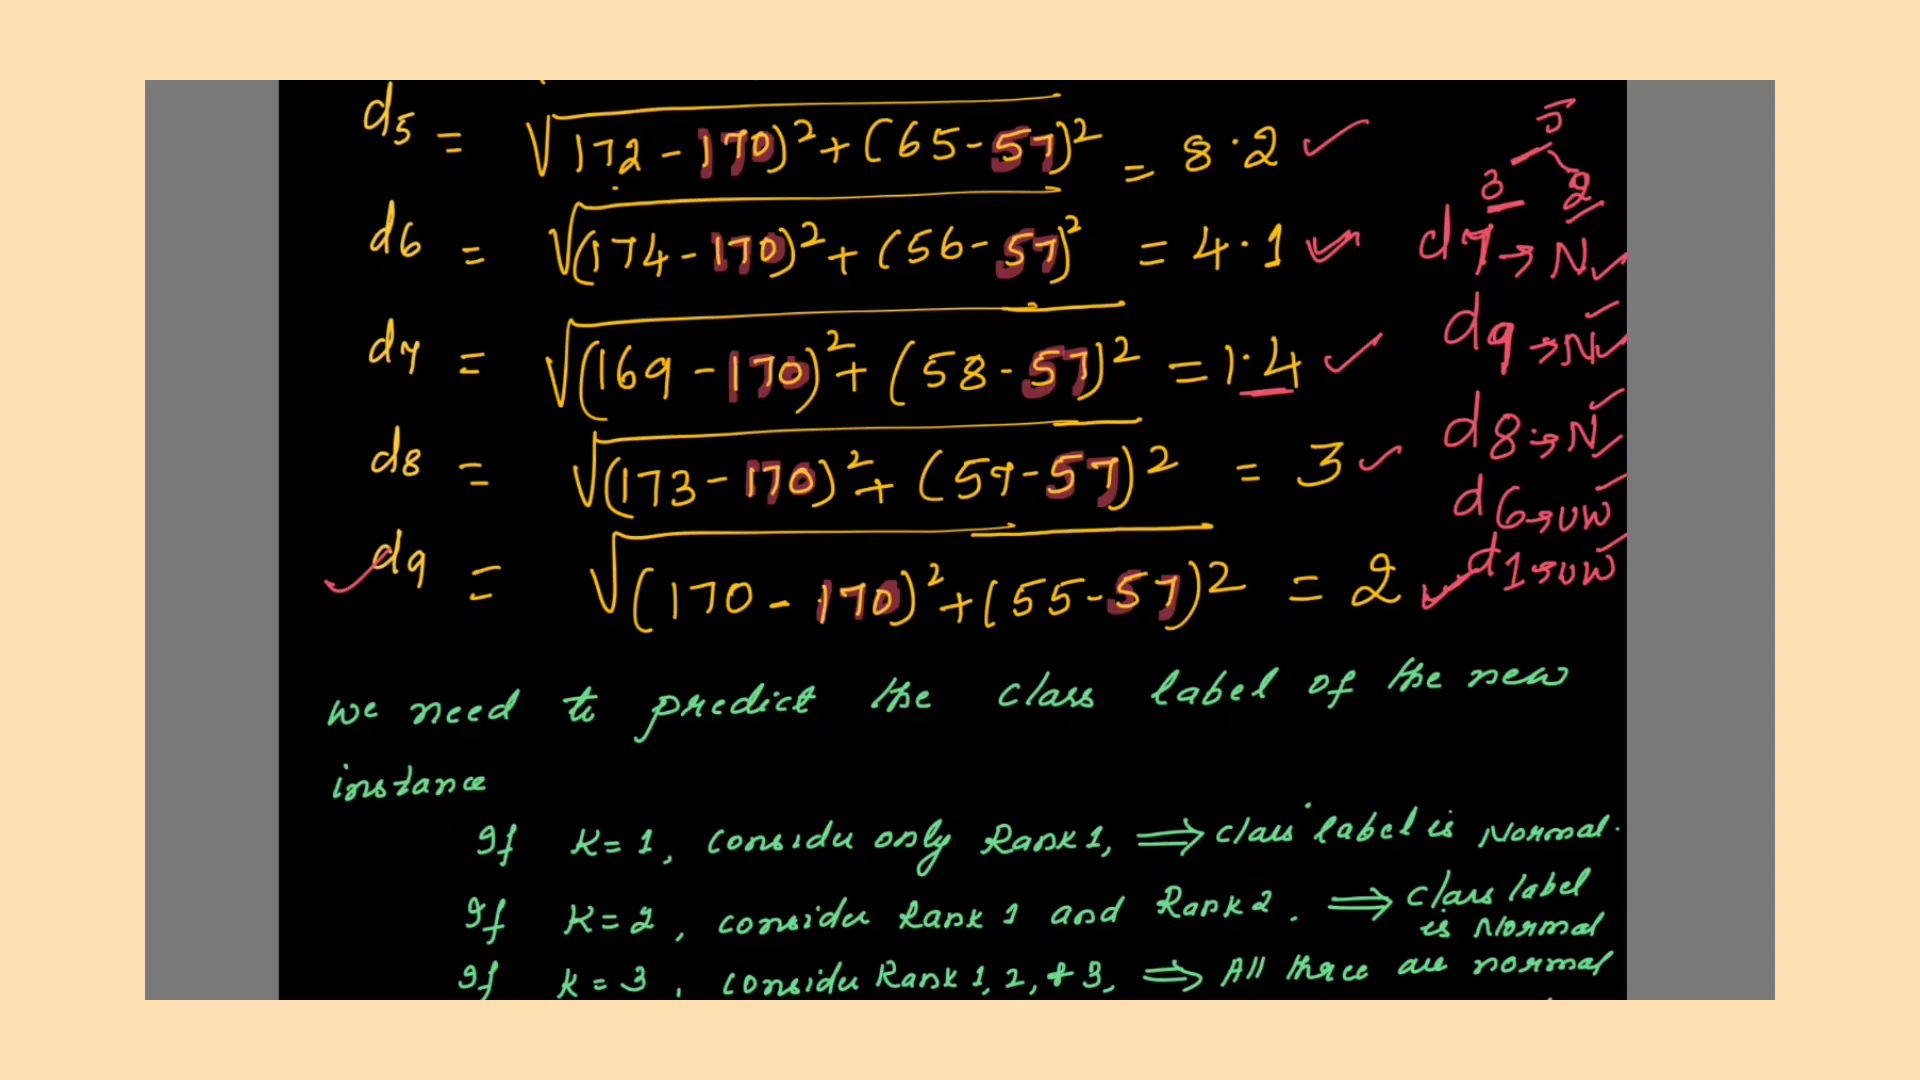 d5 = √172 - 170)² + (65 - 57)² = 8.2 ✓
d6 = √(174 - 170)² + (56 - 57)² = 4.1 ✓
d7 = √(169 - 170)² + (58 - 57)² = 1.4 ✓
d8 = √(173 - 170)² + (57 - 57)² = 3 ✓
✓ d9 = √(170 - 170)² + (55 - 57)² = 2 ✓
5
3 2
d7 → N ✓
d9 → N ✓
d8 → N ✓
d6 → UW ✓
d1 → UW ✓
we need to predict the class label of the new
instance
If K = 1, consider only Rank 1, ⟹ class label is Normal.
If K = 2, consider Rank 1 and Rank 2. ⟹ class label
is Normal
If K = 3, consider Rank 1, 2, & 3, ⟹ All three are normal